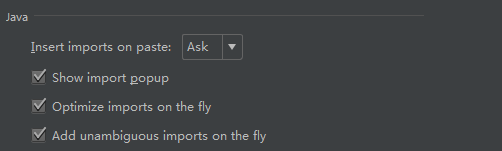 Java
Insert imports on paste: Ask
Show import popup
Optimize imports on the fly
Add unambiguous imports on the fly